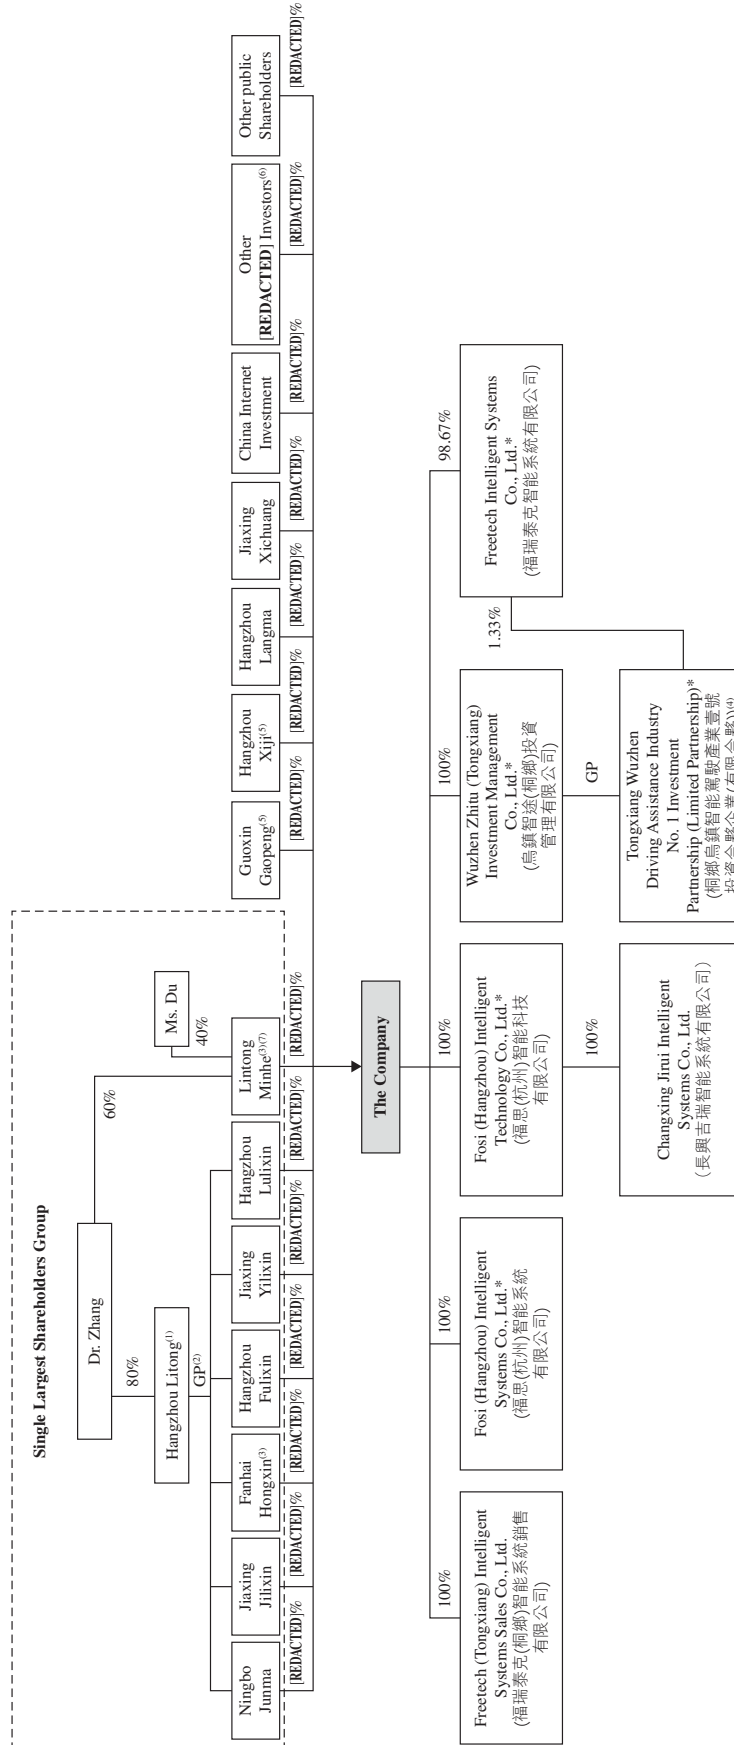 Single Largest Shareholders Group
Dr. Zhang
80%
60%
Ms. Du
40%
Hangzhou Litong(1)
GP(2)
Ningbo
Junma
Jiaxing
Jilixin
Fanhai
Hongxin(3)
Hangzhou
Fulixin
Jiaxing
Yilixin
Hangzhou
Lulixin
Lintong
Minhe(3)(7)
Guoxin
Gaopeng(5)
Hangzhou
Xiji(5)
Hangzhou
Langma
Jiaxing
Xichuang
China Internet
Investment
Other
[REDACTED] Investors(6)
Other public
Shareholders
[REDACTED]%
[REDACTED]%
[REDACTED]%
[REDACTED]%
[REDACTED]%
[REDACTED]%
[REDACTED]%
[REDACTED]%
[REDACTED]%
[REDACTED]%
[REDACTED]%
[REDACTED]%
[REDACTED]%
[REDACTED]%
The Company
100%
100%
100%
100%
98.67%
Freetech (Tongxiang) Intelligent
Systems Sales Co., Ltd.
(福瑞泰克(桐鄉)智能系統銷售
有限公司)
Fosi (Hangzhou) Intelligent
Systems Co., Ltd.*
(福思(杭州)智能系統
有限公司)
Fosi (Hangzhou) Intelligent
Technology Co., Ltd.*
(福思(杭州)智能科技
有限公司)
Wuzhen Zhitu (Tongxiang)
Investment Management
Co., Ltd.*
(烏鎮智途(桐鄉)投資
管理有限公司)
Freetech Intelligent Systems
Co., Ltd.*
(福瑞泰克智能系統有限公司)
100%
GP
1.33%
Changxing Jirui Intelligent
Systems Co., Ltd.
(長興吉瑞智能系統有限公司)
Tongxiang Wuzhen
Driving Assistance Industry
No. 1 Investment
Partnership (Limited Partnership)*
(桐鄉烏鎮智能駕駛產業壹號
投資合夥企業(有限合夥))(4)